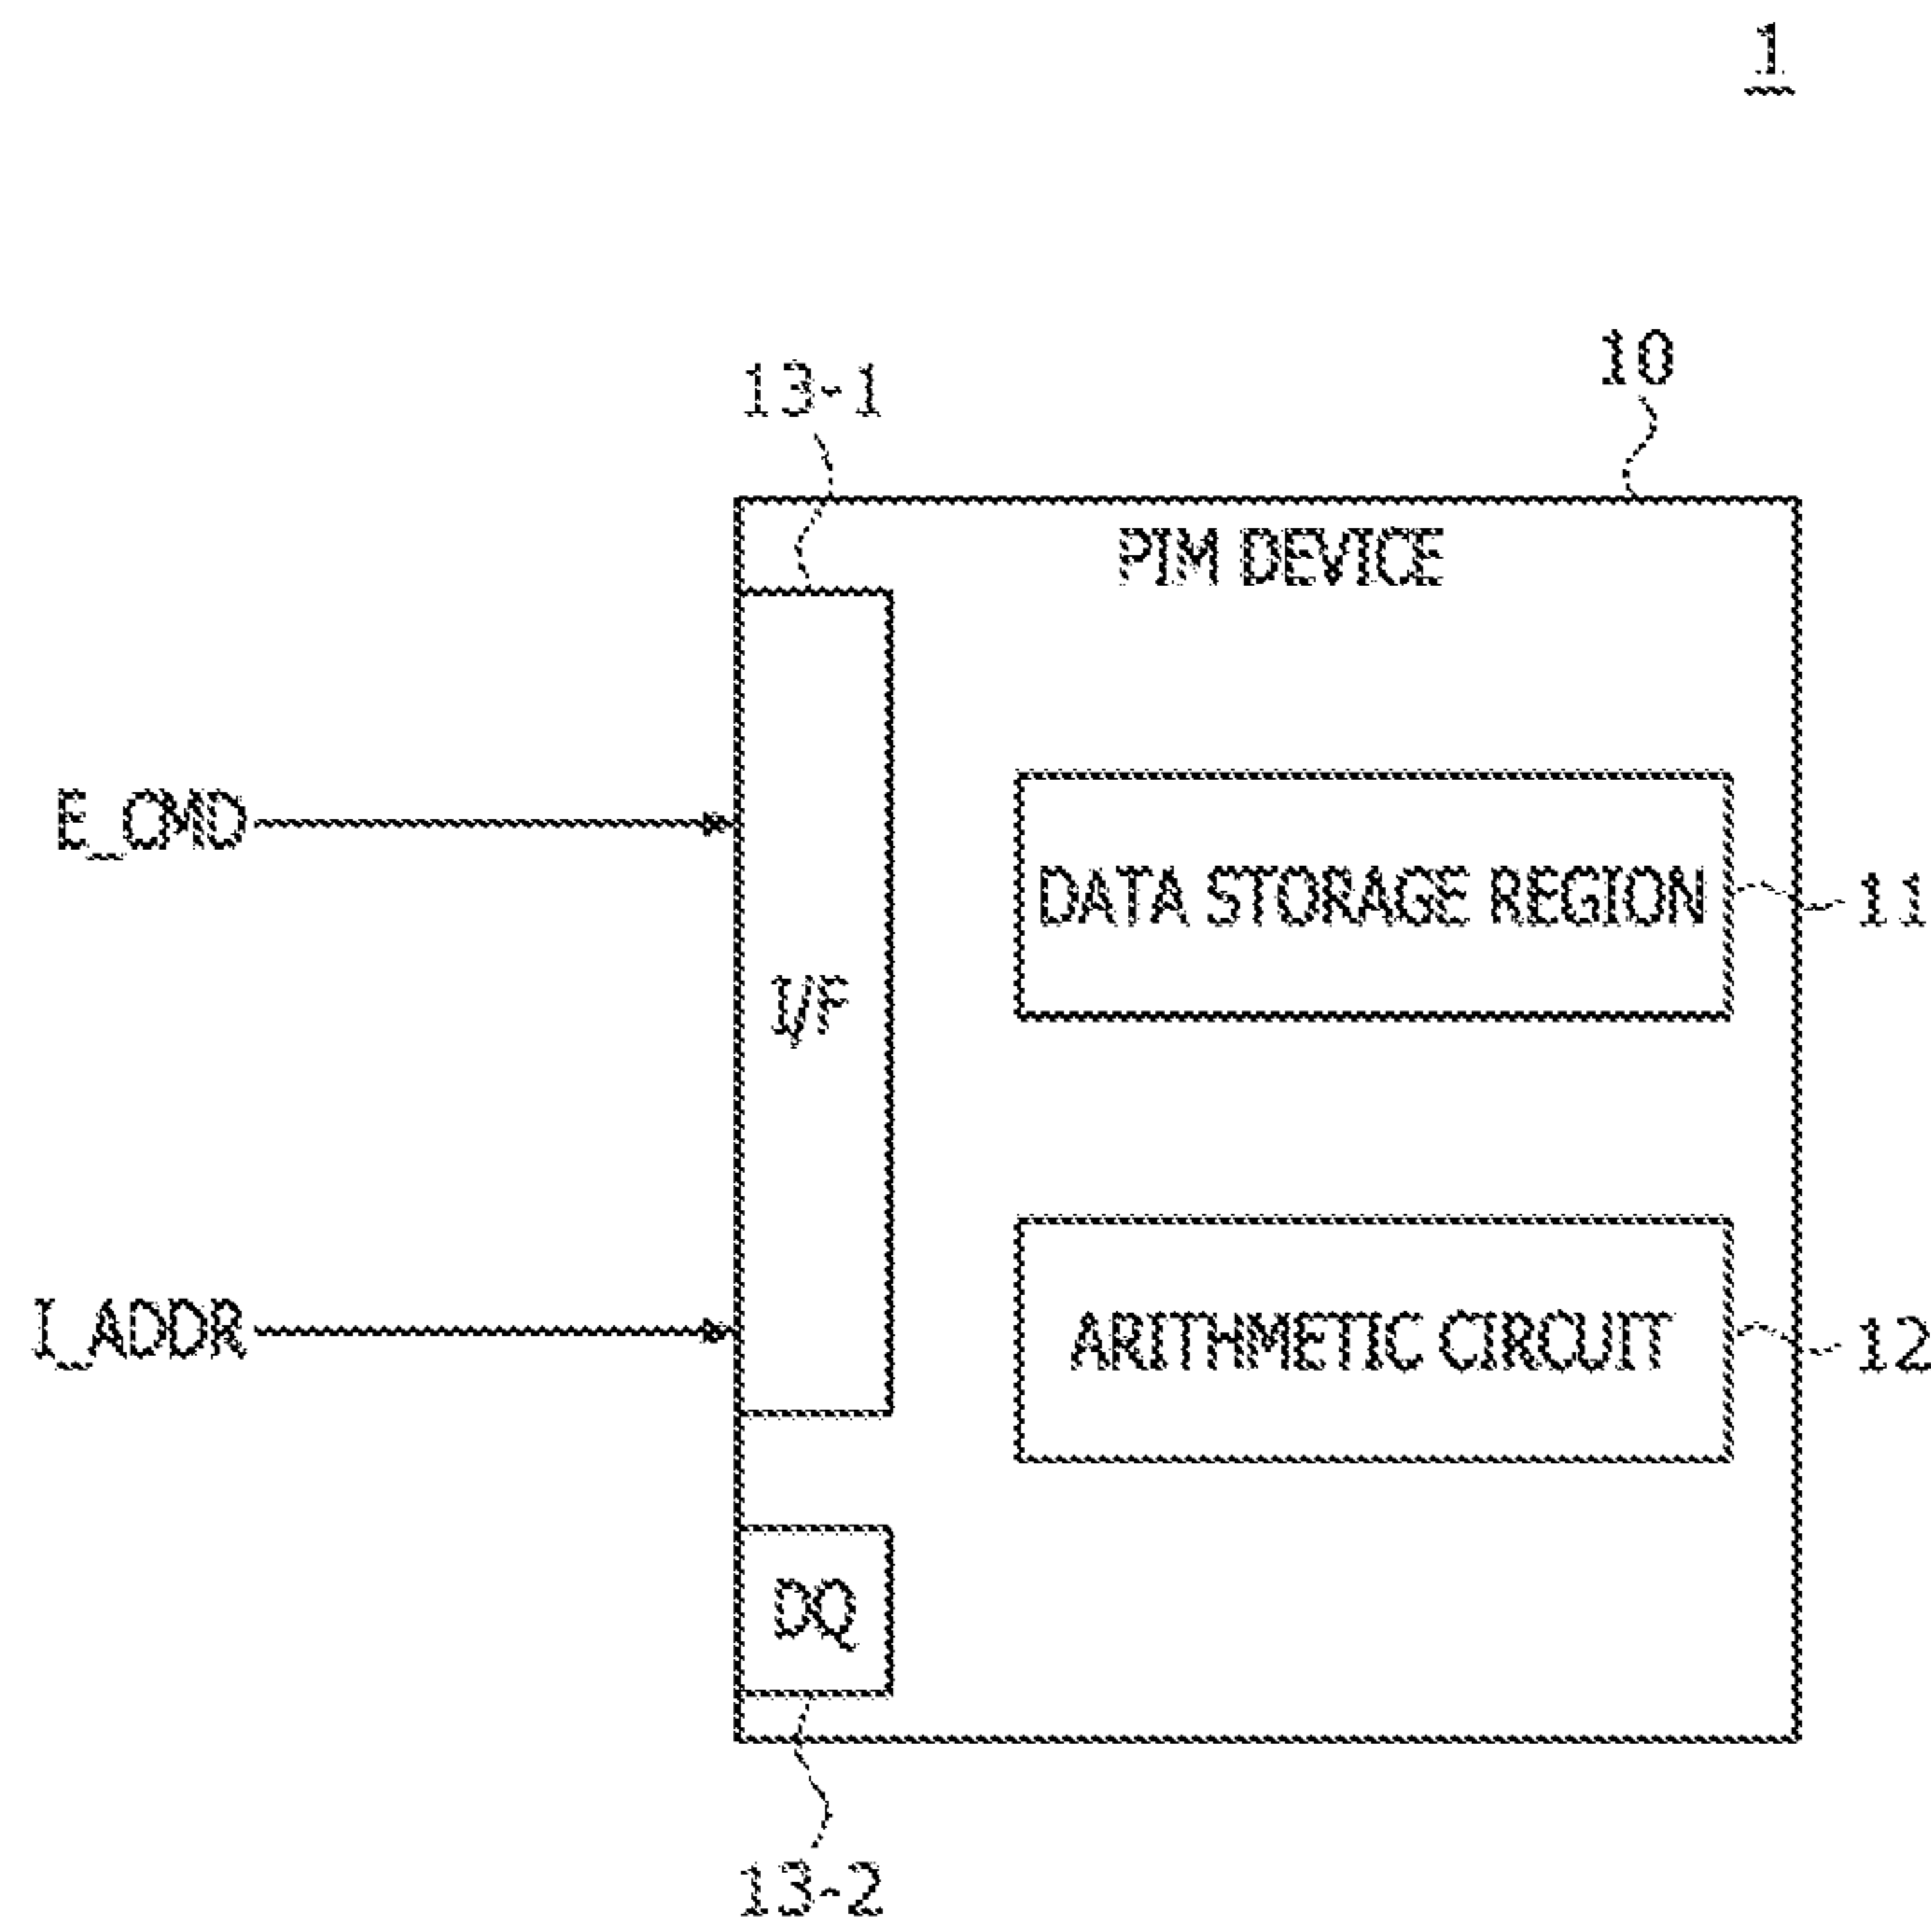 1
10
13-1
PIM DEVICE
E_CMD
DATA STORAGE REGION
11
I/F
I_ADDR
ARITHMETIC CIRCUIT
12
DQ
13-2